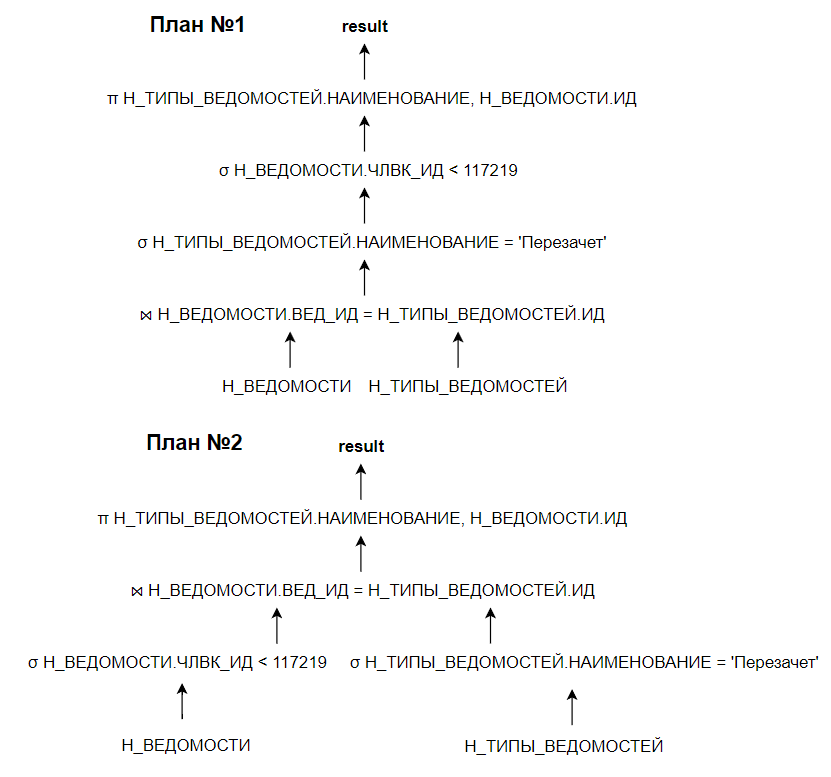 План №1
result
π Н_ТИПЫ_ВЕДОМОСТЕЙ.НАИМЕНОВАНИЕ, Н_ВЕДОМОСТИ.ИД
σ Н_ВЕДОМОСТИ.ЧЛВК_ИД < 117219
σ Н_ТИПЫ_ВЕДОМОСТЕЙ.НАИМЕНОВАНИЕ = 'Перезачет'
⋈ Н_ВЕДОМОСТИ.ВЕД_ИД = Н_ТИПЫ_ВЕДОМОСТЕЙ.ИД
Н_ВЕДОМОСТИ Н_ТИПЫ_ВЕДОМОСТЕЙ
План №2
result
π Н_ТИПЫ_ВЕДОМОСТЕЙ.НАИМЕНОВАНИЕ, Н_ВЕДОМОСТИ.ИД
⋈ Н_ВЕДОМОСТИ.ВЕД_ИД = Н_ТИПЫ_ВЕДОМОСТЕЙ.ИД
σ Н_ВЕДОМОСТИ.ЧЛВК_ИД < 117219 σ Н_ТИПЫ_ВЕДОМОСТЕЙ.НАИМЕНОВАНИЕ = 'Перезачет'
Н_ВЕДОМОСТИ Н_ТИПЫ_ВЕДОМОСТЕЙ